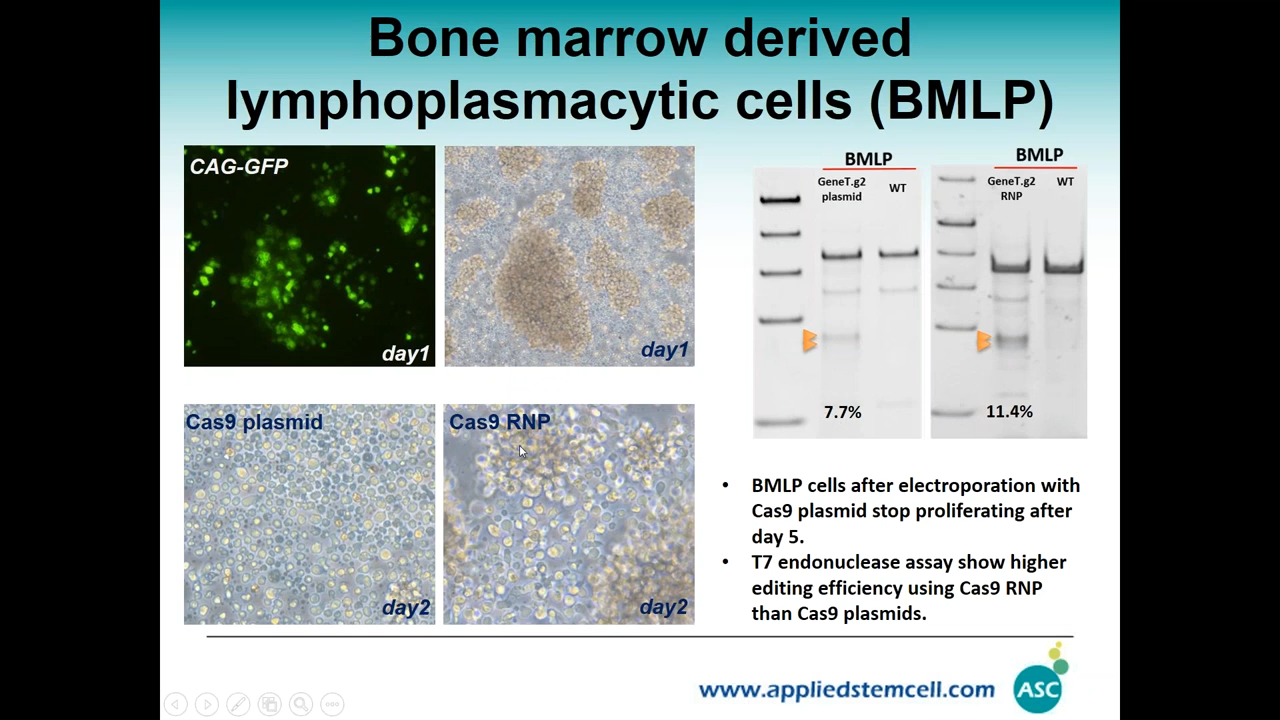 Bone marrow derived
lymphoplasmacytic cells (BMLP)
CAG-GFP
day1
day1
Cas9 plasmid
day2
Cas9 RNP
day2
BMLP
GeneT.g2
plasmid
WT
7.7%
BMLP
GeneT.g2
RNP
WT
11.4%
• BMLP cells after electroporation with
Cas9 plasmid stop proliferating after
day 5.
• T7 endonuclease assay show higher
editing efficiency using Cas9 RNP
than Cas9 plasmids.
www.appliedstemcell.com
ASC